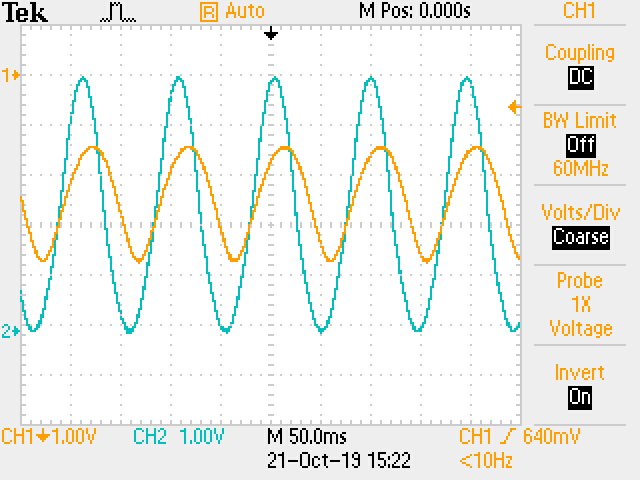 Tek R Auto M Pos: 0.000s CH1
Coupling
DC
BW Limit
Off
60MHz
Volts/Div
Coarse
Probe
1X
Voltage
Invert
On
1
2
CH1 1.00V CH2 1.00V M 50.0ms CH1 640mV
21-Oct-19 15:22 <10Hz